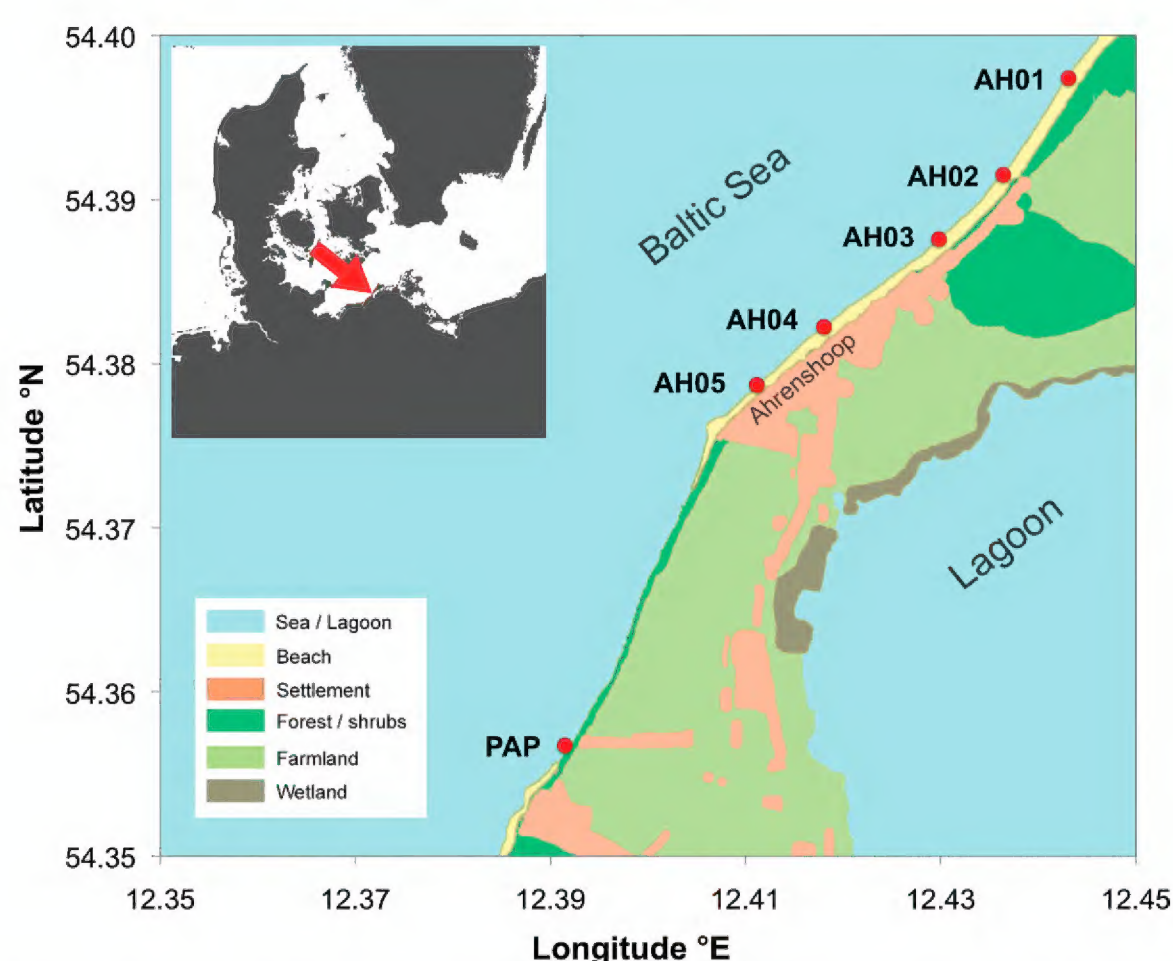 54.40
54.39
54.38
54.37
54.36
54.35
Latitude °N
AH01
AH02
AH03
AH04
AH05
PAP
Baltic Sea
Ahrenshoop
Lagoon
Sea / Lagoon
Beach
Settlement
Forest / shrubs
Farmland
Wetland
12.35
12.37
12.39
12.41
12.43
12.45
Longitude °E